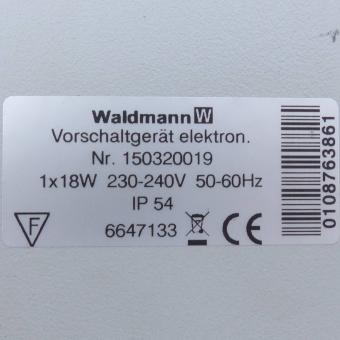 Waldmann W
Vorschaltgerät elektron.
Nr. 150320019
1x18W 230-240V 50-60Hz
IP 54
F
6647133 CE
0108763861